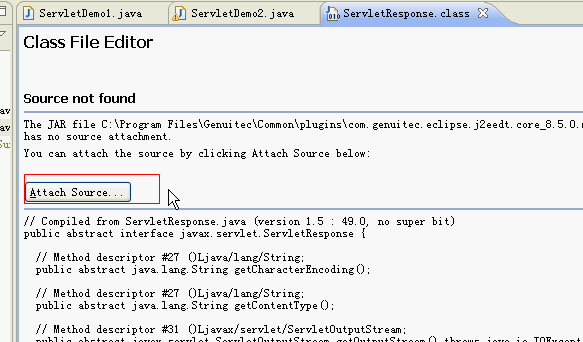 ServletDemo1.java ServletDemo2.java ServletResponse.class
Class File Editor
Source not found
The JAR file C:\Program Files\Genuitec\Common\plugins\com.genuitec.eclipse.j2eedt.core_8.5.0.
has no source attachment.
You can attach the source by clicking Attach Source below:
Attach Source...
// Compiled from ServletResponse.java (version 1.5 : 49.0, no super bit)
public abstract interface javax.servlet.ServletResponse {
// Method descriptor #27 ()Ljava/lang/String;
public abstract java.lang.String getCharacterEncoding();
// Method descriptor #27 ()Ljava/lang/String;
public abstract java.lang.String getContentType();
// Method descriptor #31 ()Ljavax/servlet/ServletOutputStream;
public abstract javax.servlet.ServletOutputStream getOutputStream() throws java.io.IOExcept